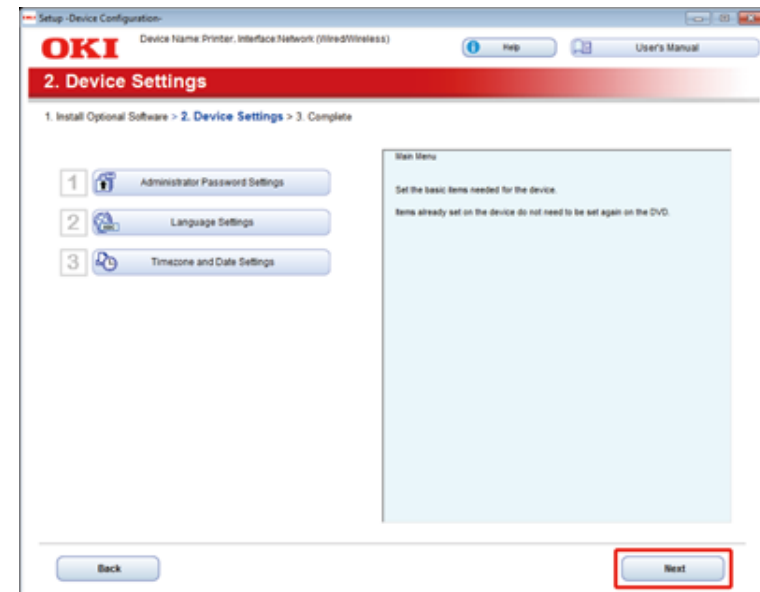 Setup -Device Configuration-
OKI
Device Name:Printer, Interface:Network (Wired/Wireless)
Help
User's Manual
2. Device Settings
1. Install Optional Software > 2. Device Settings > 3. Complete
Main Menu
1 Administrator Password Settings
Set the basic items needed for the device.
Items already set on the device do not need to be set again on the DVD.
2 Language Settings
3 Timezone and Date Settings
Back
Next